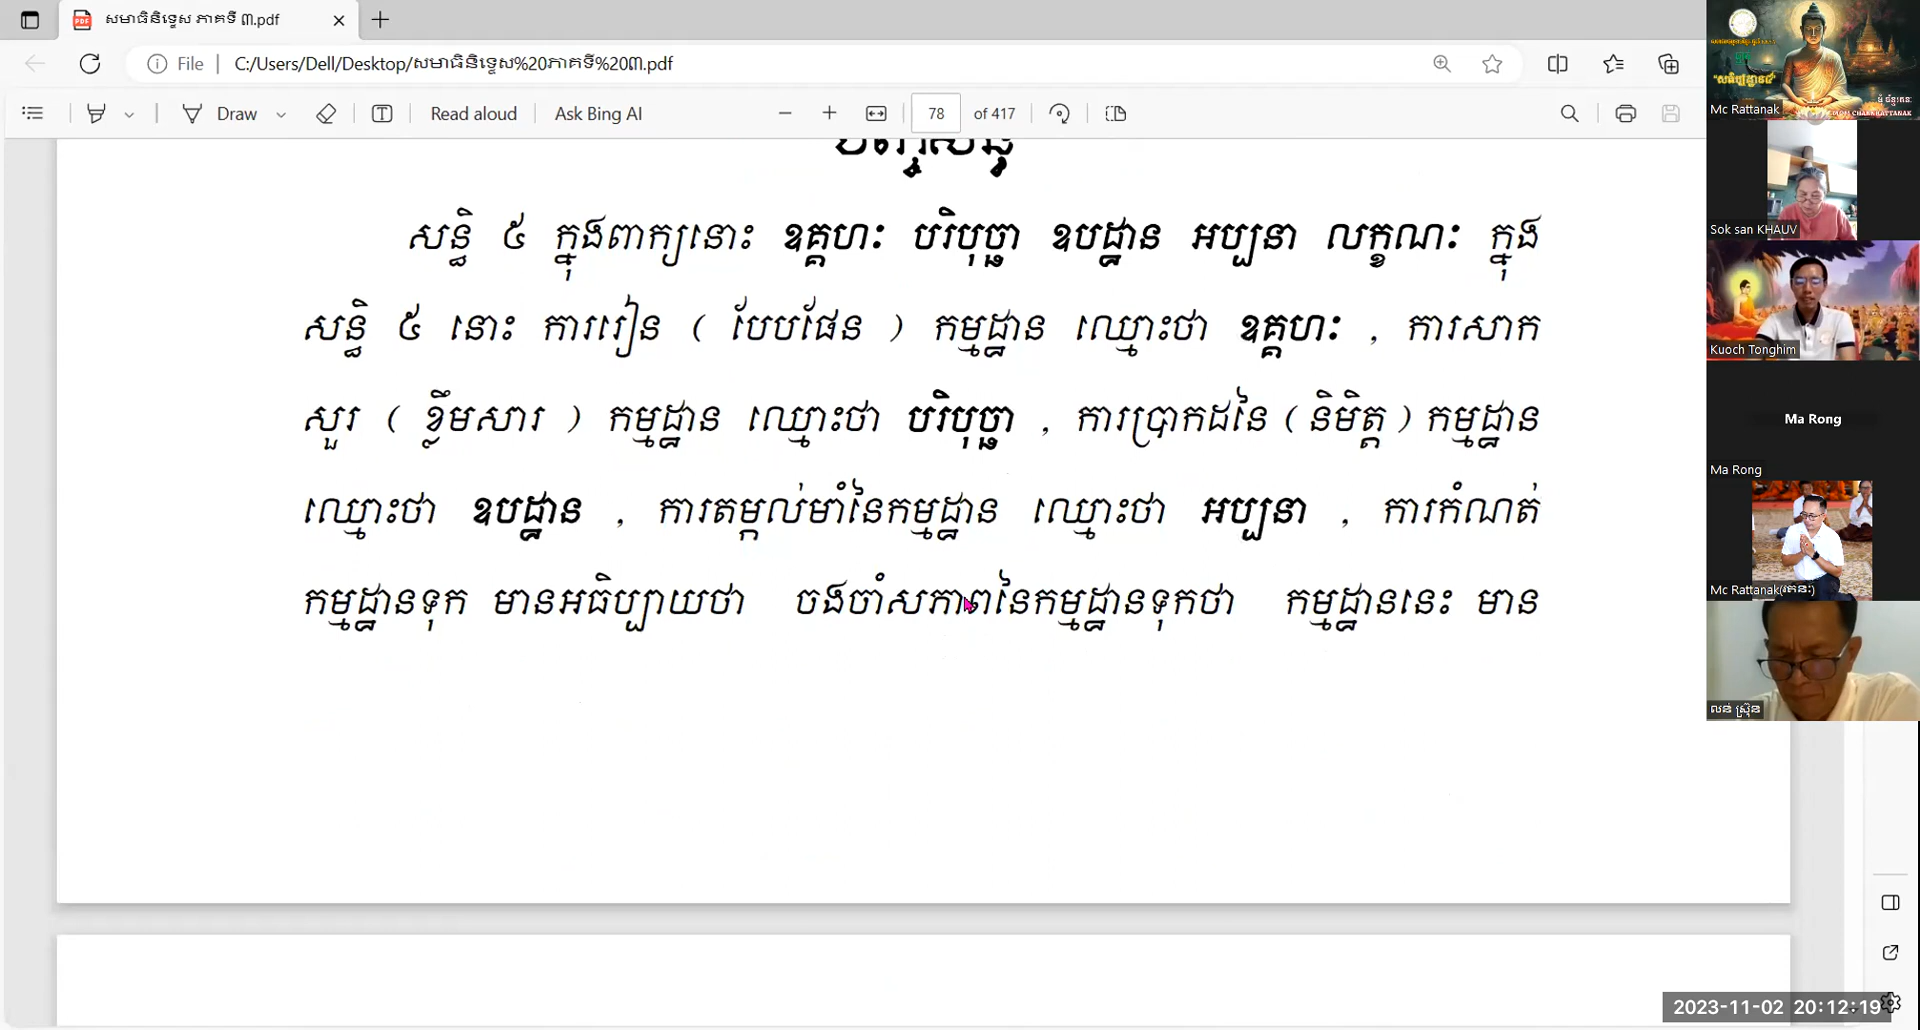 សមាធិនិទ្ទេស ភាគទី ៣.pdf
File
C:/Users/Dell/Desktop/សមាធិនិទ្ទេស%20ភាគទី%20៣.pdf
Draw
Read aloud
Ask Bing AI
78
of 417
សន្ធិ ៥ ក្នុងពាក្យនោះ ឧគ្គហៈ បរិបុច្ឆា ឧបដ្ឋាន អប្បនា លក្ខណៈ ក្នុង
សន្ធិ ៥ នោះ ការរៀន ( បែបផែន ) កម្មដ្ឋាន ឈ្មោះថា ឧគ្គហៈ , ការសាក
សួរ ( ខ្លឹមសារ ) កម្មដ្ឋាន ឈ្មោះថា បរិបុច្ឆា , ការប្រាកដនៃ ( និមិត្ត ) កម្មដ្ឋាន
ឈ្មោះថា ឧបដ្ឋាន , ការតម្កល់មាំនៃកម្មដ្ឋាន ឈ្មោះថា អប្បនា , ការកំណត់
កម្មដ្ឋានទុក មានអធិប្បាយថា ចងចាំសភាពនៃកម្មដ្ឋានទុកថា កម្មដ្ឋាននេះ មាន
Mc Rattanak
Sok san KHAUV
Kuoch Tonghim
Ma Rong
Ma Rong
Mc Rattanak(រតនៈ)
លន់ ស្រ៊ុន
2023-11-02 20:12:19